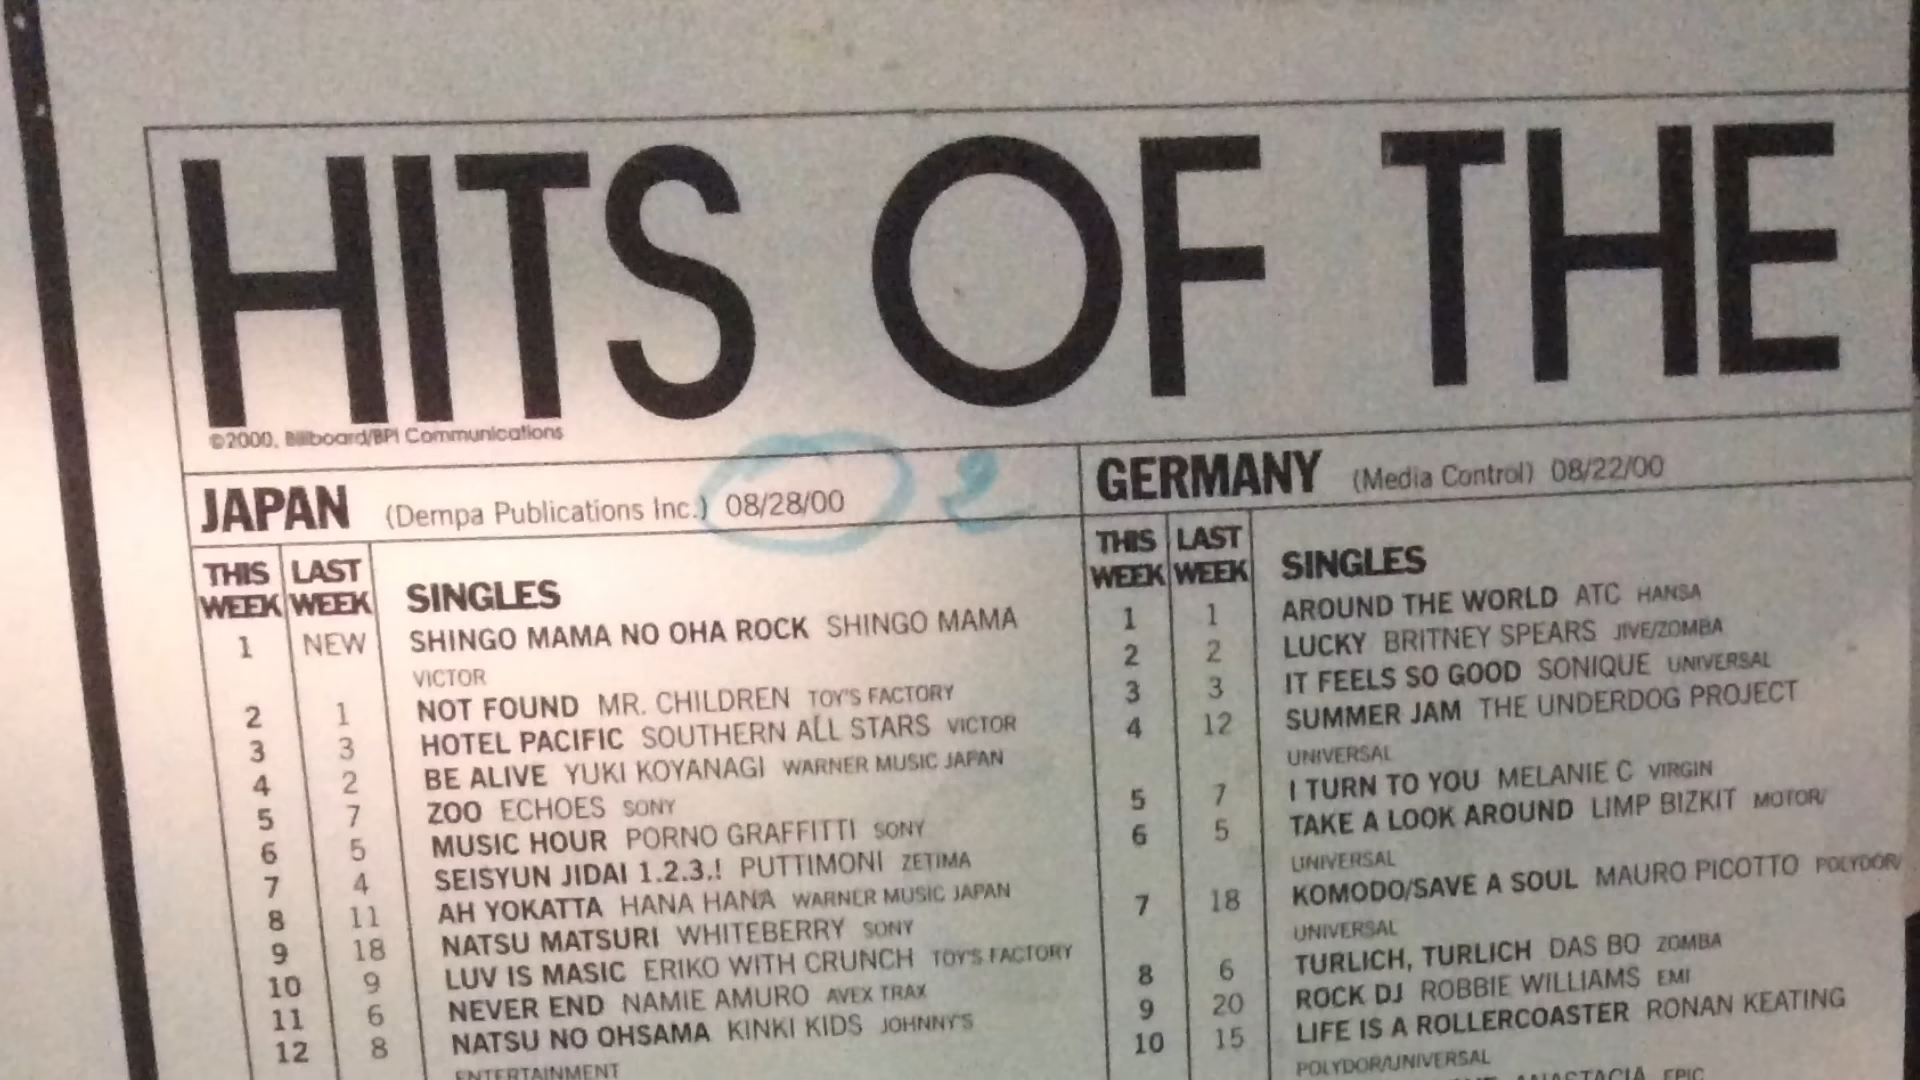 HITS OF THE
©2000, Billboard/BPI Communications
JAPAN (Dempa Publications Inc.) 08/28/00 2
THIS WEEK LAST WEEK SINGLES
1 NEW SHINGO MAMA NO OHA ROCK SHINGO MAMA
VICTOR
2 1 NOT FOUND MR. CHILDREN TOY'S FACTORY
3 3 HOTEL PACIFIC SOUTHERN ALL STARS VICTOR
4 2 BE ALIVE YUKI KOYANAGI WARNER MUSIC JAPAN
5 7 ZOO ECHOES SONY
6 5 MUSIC HOUR PORNO GRAFFITTI SONY
7 4 SEISYUN JIDAI 1.2.3.! PUTTIMONI ZETIMA
8 11 AH YOKATTA HANA HANA WARNER MUSIC JAPAN
9 18 NATSU MATSURI WHITEBERRY SONY
10 9 LUV IS MASIC ERIKO WITH CRUNCH TOY'S FACTORY
11 6 NEVER END NAMIE AMURO AVEX TRAX
12 8 NATSU NO OHSAMA KINKI KIDS JOHNNY'S
ENTERTAINMENT
GERMANY (Media Control) 08/22/00
THIS WEEK LAST WEEK SINGLES
1 1 AROUND THE WORLD ATC HANSA
2 2 LUCKY BRITNEY SPEARS JIVE/ZOMBA
3 3 IT FEELS SO GOOD SONIQUE UNIVERSAL
4 12 SUMMER JAM THE UNDERDOG PROJECT
UNIVERSAL
5 7 I TURN TO YOU MELANIE C VIRGIN
6 5 TAKE A LOOK AROUND LIMP BIZKIT MOTOR/
UNIVERSAL
7 18 KOMODO/SAVE A SOUL MAURO PICOTTO POLYDOR/
UNIVERSAL
8 6 TURLICH, TURLICH DAS BO ZOMBA
9 20 ROCK DJ ROBBIE WILLIAMS EMI
10 15 LIFE IS A ROLLERCOASTER RONAN KEATING
POLYDOR/UNIVERSAL
ANASTACIA EPIC